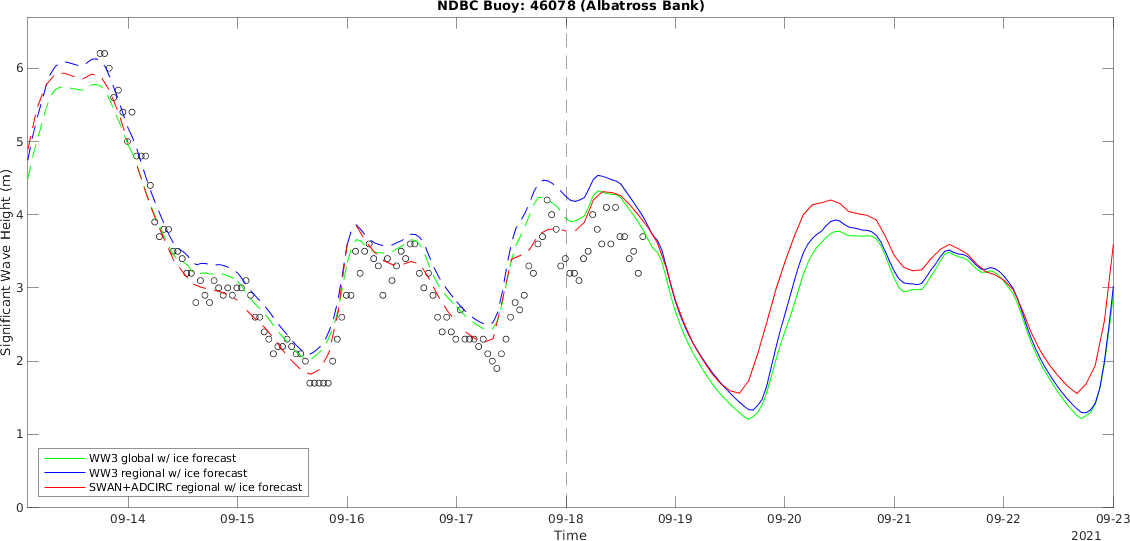 NDBC Buoy: 46078 (Albatross Bank)
Significant Wave Height (m)
6
5
4
3
2
1
0
WW3 global w/ ice forecast
WW3 regional w/ ice forecast
SWAN+ADCIRC regional w/ ice forecast
09-14 09-15 09-16 09-17 09-18 09-19 09-20 09-21 09-22 09-23
Time
2021